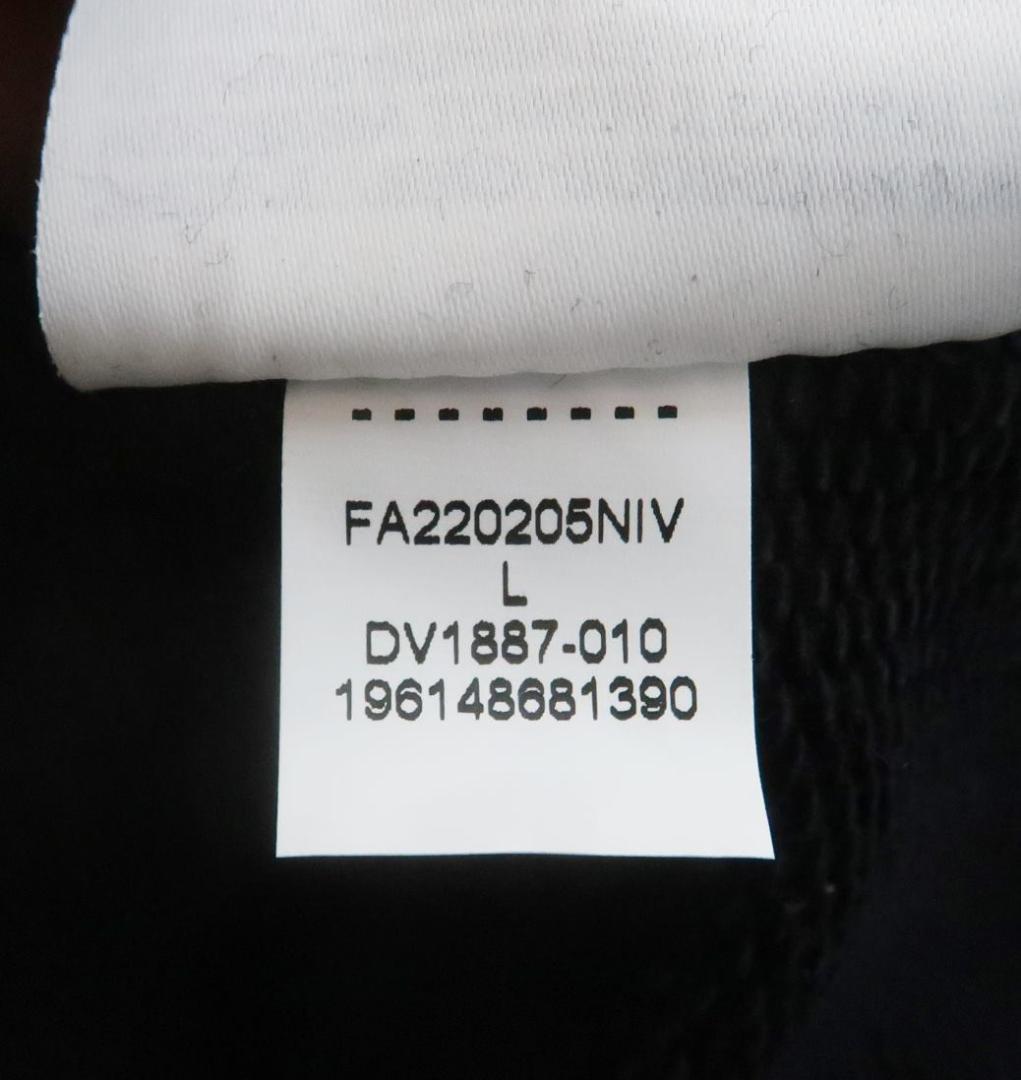 - - - - - - - -
FA220205NIV
L
DV1887-010
196148681390